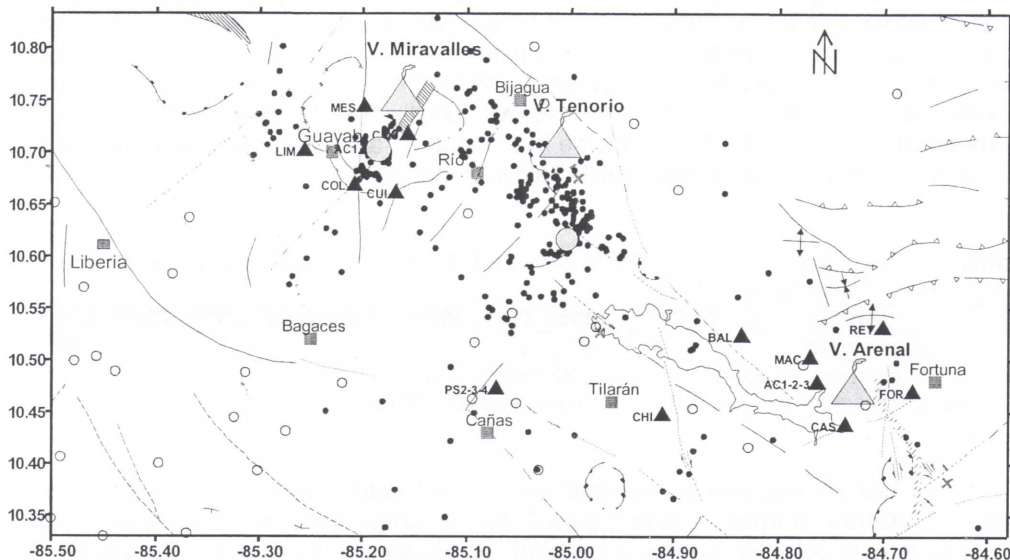 10.80
10.75
10.70
10.65
10.60
10.55
10.50
10.45
10.40
10.35
-85.50
-85.40
-85.30
-85.20
-85.10
-85.00
-84.90
-84.80
-84.70
-84.60
N
V. Miravalles
Bijagua
MES
V. Tenorio
Guayab
LIM
AC1
Río
COL
CUI
Liberia
Bagaces
BAL
RET
MAC
V. Arenal
AC1-2-3
Fortuna
FOR
PS2-3-4
Tilarán
CHI
Cañas
CAS